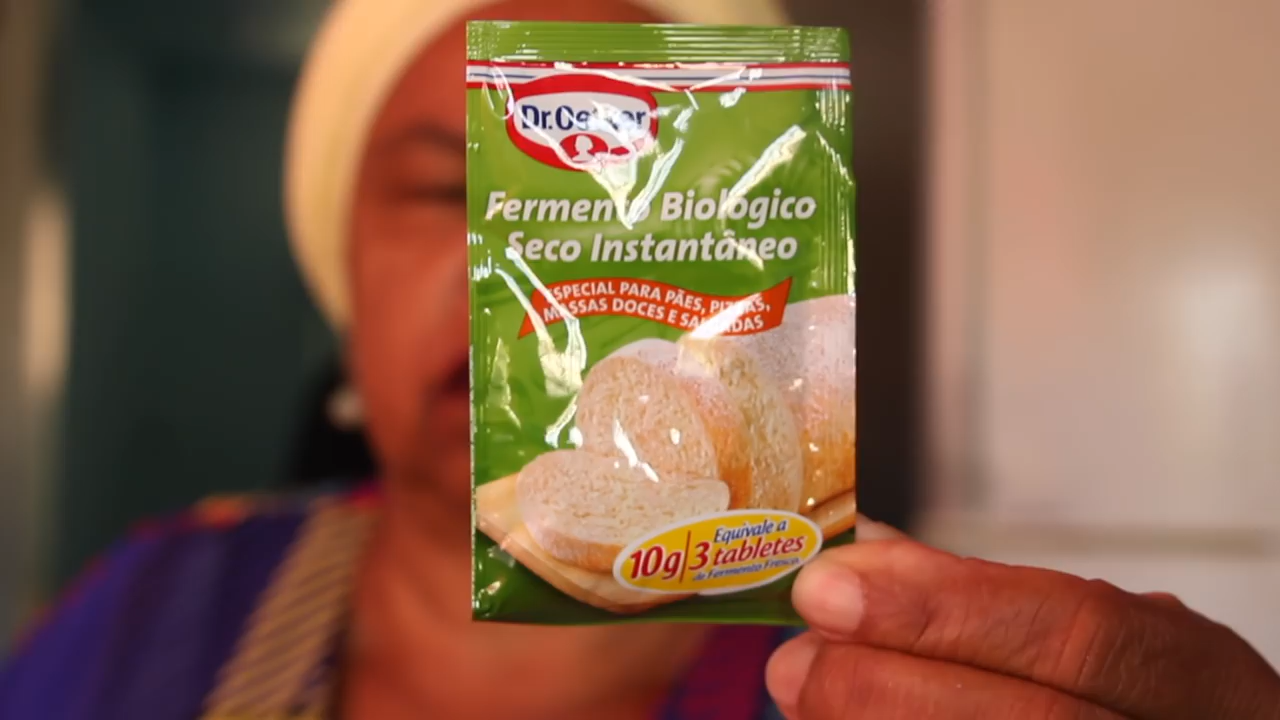 Dr. Oetker
Fermento Biológico
Seco Instantâneo
ESPECIAL PARA PÃES, PIZZAS,
MASSAS DOCES E SALGADAS
Equivale a
10g 3 tabletes
de Fermento Fresco